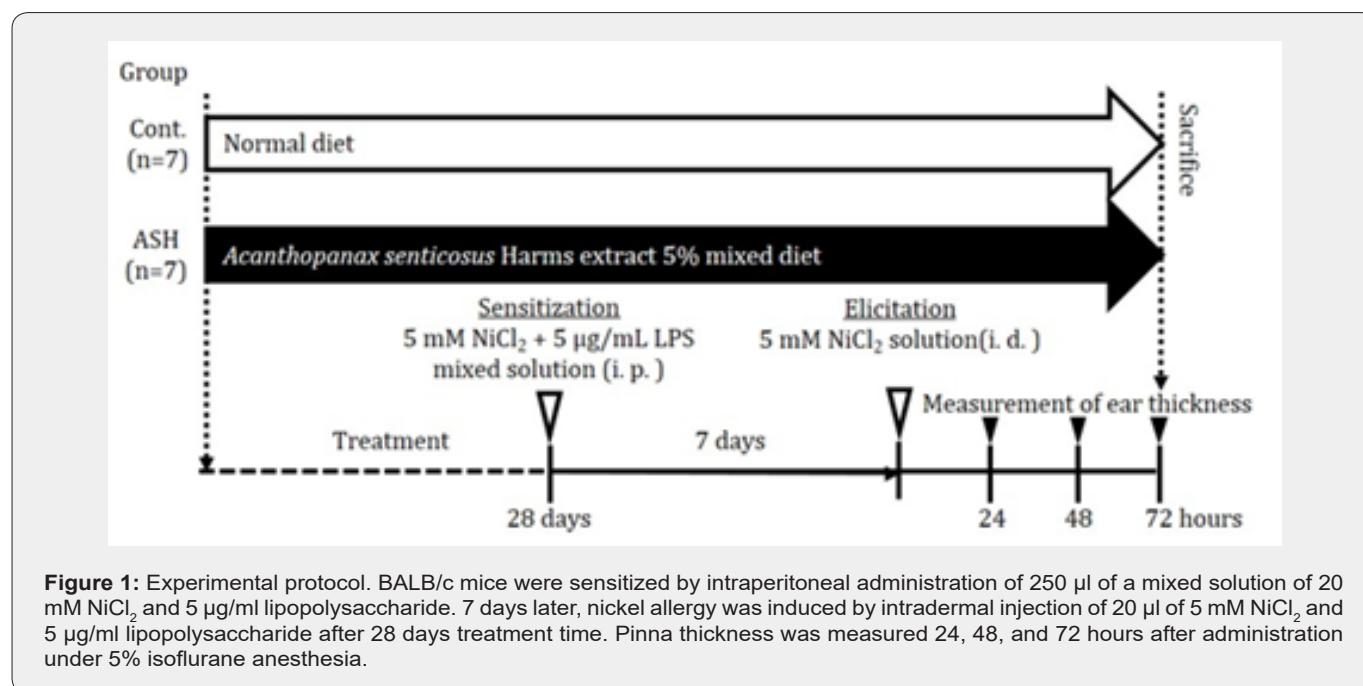 Group
Cont.
(n=7)
Normal diet
Sacrifice
ASH
(n=7)
Acanthopanax senticosus Harms extract 5% mixed diet
Sensitization
5 mM NiCl₂ + 5 µg/mL LPS
mixed solution (i. p. )
Elicitation
5 mM NiCl₂ solution(i. d. )
Measurement of ear thickness
Treatment
7 days
28 days
24
48
72 hours
Figure 1: Experimental protocol. BALB/c mice were sensitized by intraperitoneal administration of 250 µl of a mixed solution of 20
mM NiCl₂ and 5 µg/ml lipopolysaccharide. 7 days later, nickel allergy was induced by intradermal injection of 20 µl of 5 mM NiCl₂ and
5 µg/ml lipopolysaccharide after 28 days treatment time. Pinna thickness was measured 24, 48, and 72 hours after administration
under 5% isoflurane anesthesia.